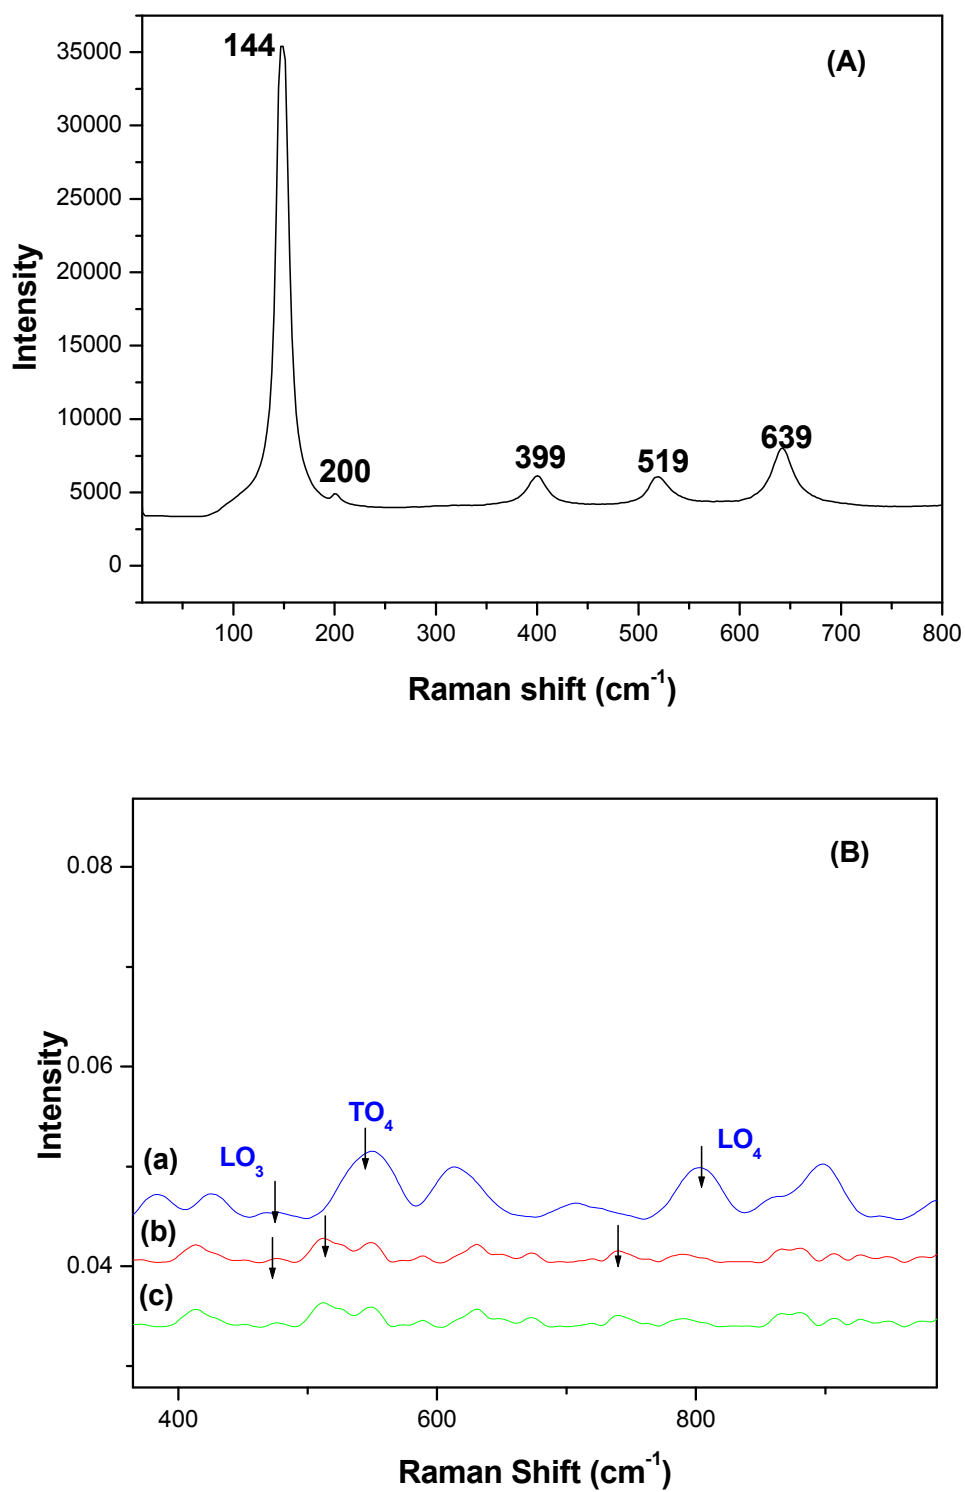 144
(A)
35000
30000
25000
20000
15000
10000
5000
0
Intensity
200
399
519
639
100 200 300 400 500 600 700 800
Raman shift (cm⁻¹)
(B)
0.08
0.06
0.04
Intensity
TO₄
LO₃
LO₄
(a)
(b)
(c)
400 600 800
Raman Shift (cm⁻¹)